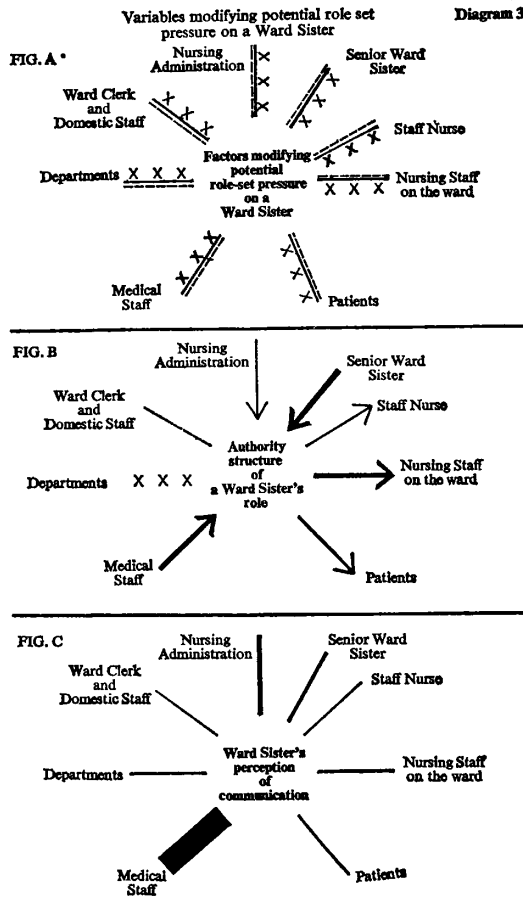 Variables modifying potential role set
pressure on a Ward Sister
Diagram 3
FIG. A *
Nursing
Administration
Senior Ward
Sister
Ward Clerk
and
Domestic Staff
Staff Nurse
Departments
X X X
Factors modifying
potential
role-set pressure
on a
Ward Sister
Nursing Staff
on the ward
X X X
Medical
Staff
Patients
FIG. B
Nursing
Administration
Senior Ward
Sister
Ward Clerk
and
Domestic Staff
Staff Nurse
Authority
structure
of
a Ward Sister's
role
Departments
X X X
Nursing Staff
on the ward
Medical
Staff
Patients
FIG. C
Nursing
Administration
Senior Ward
Sister
Ward Clerk
and
Domestic Staff
Staff Nurse
Ward Sister's
perception
of
communication
Departments
Nursing Staff
on the ward
Medical
Staff
Patients